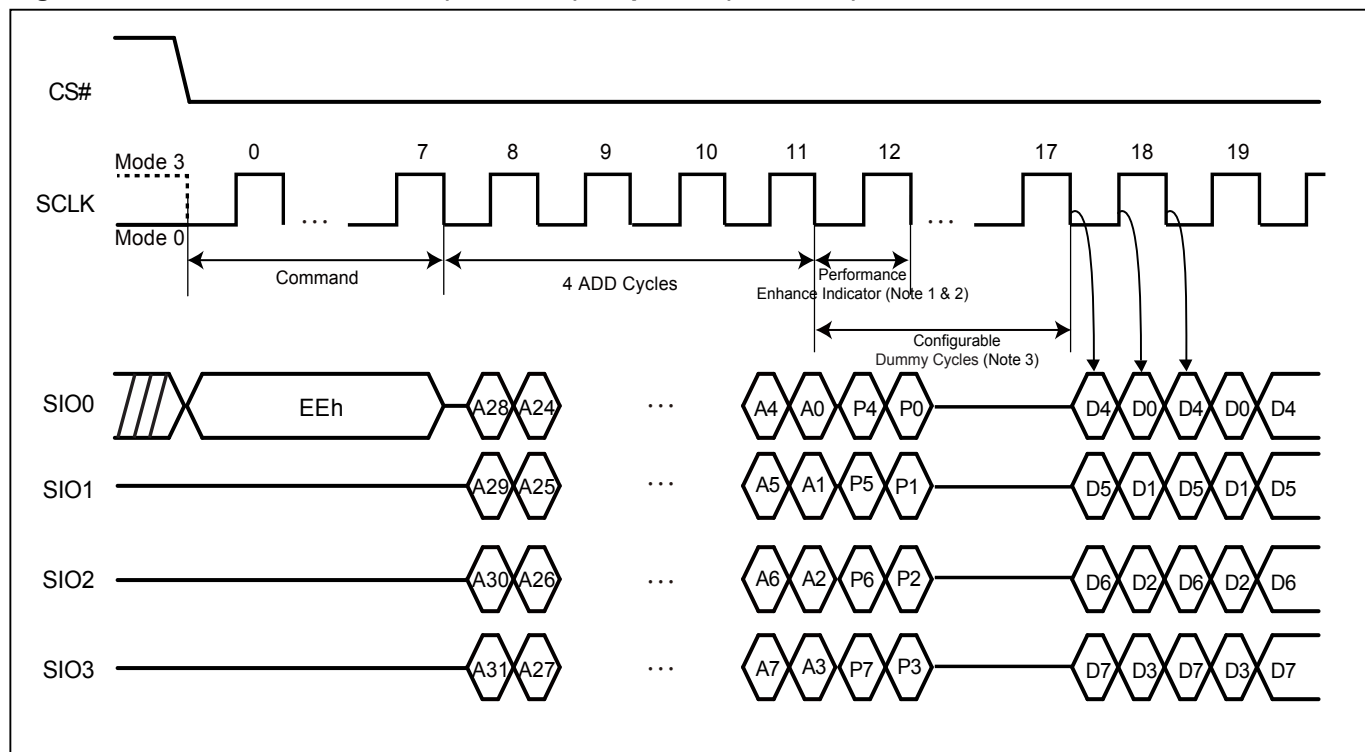 CS#
0 7 8 9 10 11 12 17 18 19
Mode 3
SCLK
...
...
Mode 0
Command
4 ADD Cycles
Performance
Enhance Indicator (Note 1 & 2)
Configurable
Dummy Cycles (Note 3)
SIO0 EEh A28 A24 ... A4 A0 P4 P0 D4 D0 D4 D0 D4
SIO1 A29 A25 ... A5 A1 P5 P1 D5 D1 D5 D1 D5
SIO2 A30 A26 ... A6 A2 P6 P2 D6 D2 D6 D2 D6
SIO3 A31 A27 ... A7 A3 P7 P3 D7 D3 D7 D3 D7